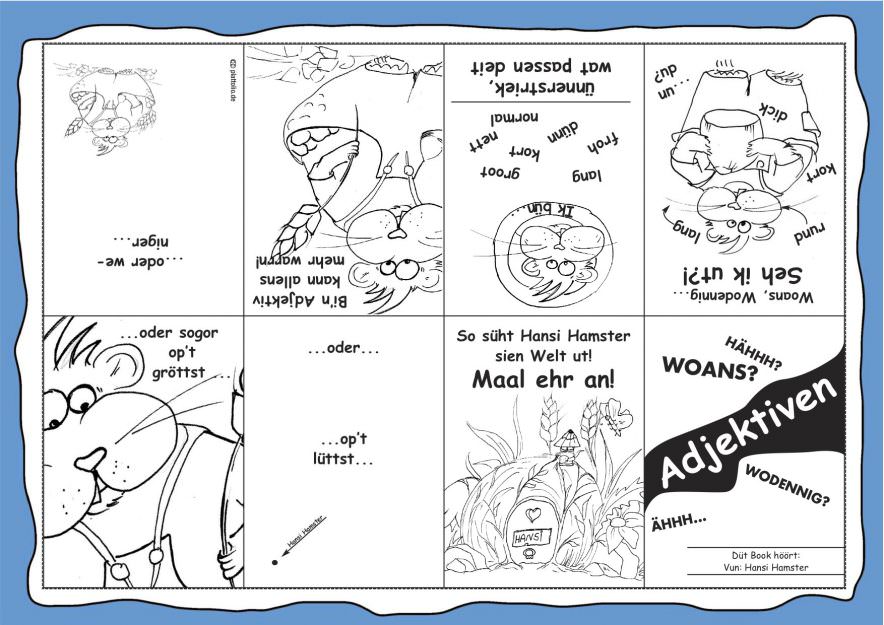 © plattolio.de
...oder we-
niger...
Bi'n Adjektiv
kann allens
mehr warrn!
Ik bün...
lang
groot
kort
froh
dünn
nett
normal
ünnerstriek,
wat passen deit
Woans, Wodennig...
Seh ik ut?!
rund
lang
kort
dick
un...
du?
...oder sogor
op't
gröttst ...
...oder...
...op't
lüttst...
Hansi Hamster
So süht Hansi Hamster
sien Welt ut!
Maal ehr an!
HANSI
HÄHHH?
WOANS?
Adjektiven
WODENNIG?
ÄHHH...
Düt Book höört:
Vun: Hansi Hamster